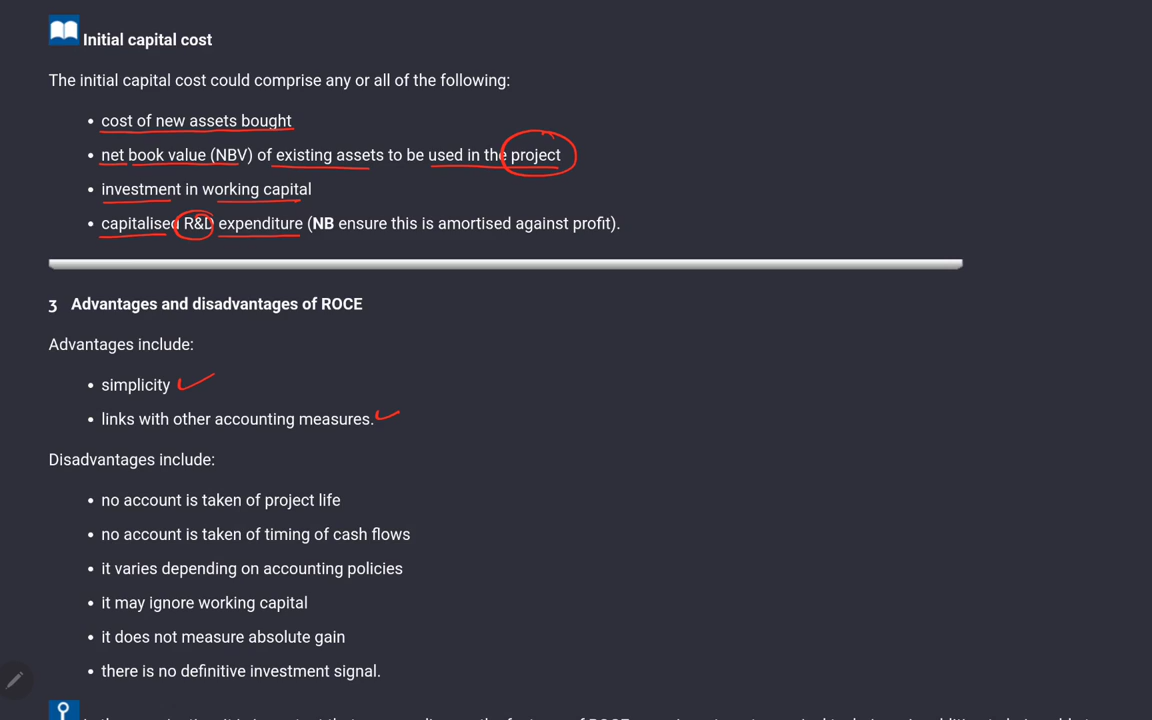 Initial capital cost
The initial capital cost could comprise any or all of the following:
• cost of new assets bought
• net book value (NBV) of existing assets to be used in the project
• investment in working capital
• capitalised R&D expenditure (NB ensure this is amortised against profit).
3 Advantages and disadvantages of ROCE
Advantages include:
• simplicity
• links with other accounting measures.
Disadvantages include:
• no account is taken of project life
• no account is taken of timing of cash flows
• it varies depending on accounting policies
• it may ignore working capital
• it does not measure absolute gain
• there is no definitive investment signal.